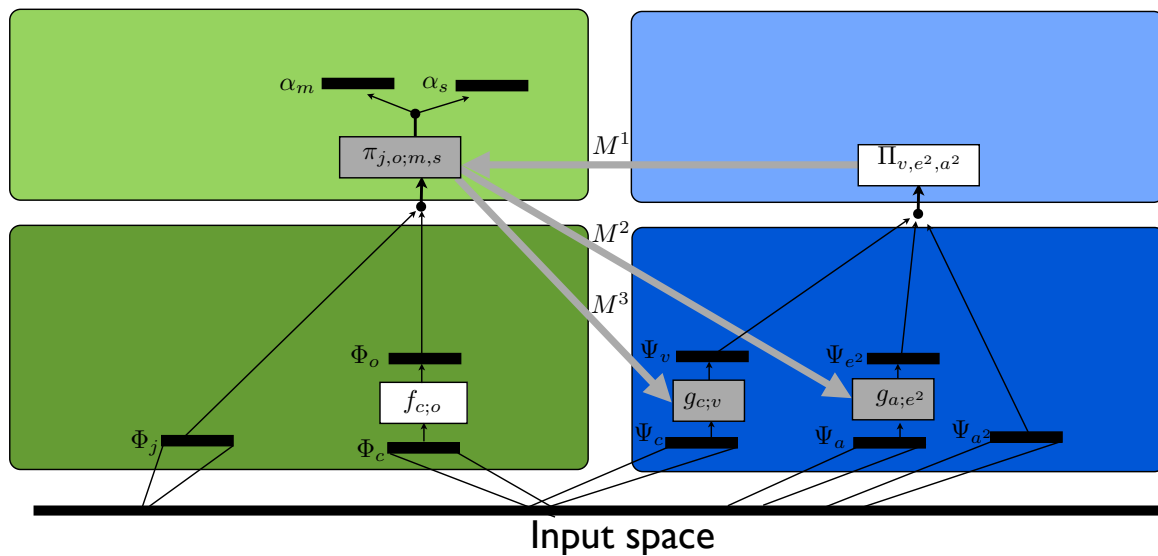 α_m α_s
π_{j,o;m,s} M^1 Π_{v,e^2,a^2}
M^2
M^3
Φ_o Ψ_v Ψ_{e^2}
f_{c;o} g_{c;v} g_{a;e^2}
Φ_j Φ_c Ψ_c Ψ_a Ψ_{a^2}
Input space